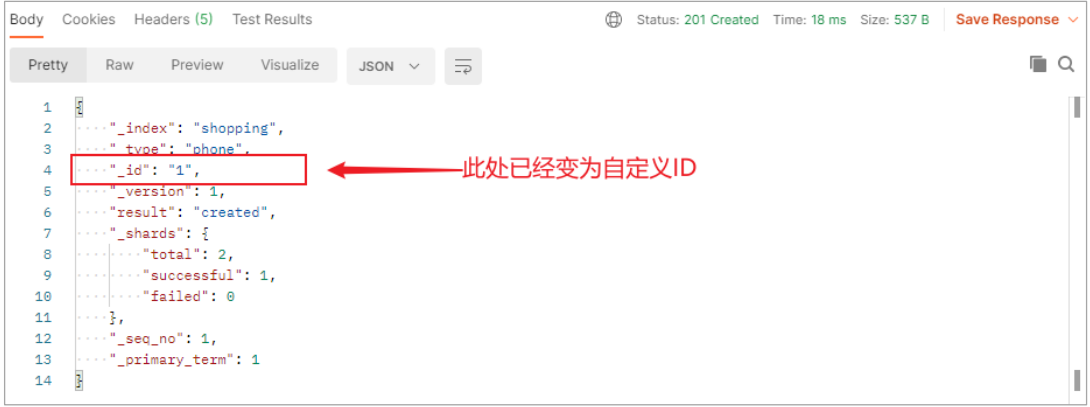 Body Cookies Headers (5) Test Results Status: 201 Created Time: 18 ms Size: 537 B Save Response
Pretty Raw Preview Visualize JSON
1 {
2 "_index": "shopping",
3 "_type": "phone",
4 "_id": "1", 此处已经变为自定义ID
5 "_version": 1,
6 "result": "created",
7 "_shards": {
8 "total": 2,
9 "successful": 1,
10 "failed": 0
11 },
12 "_seq_no": 1,
13 "_primary_term": 1
14 }